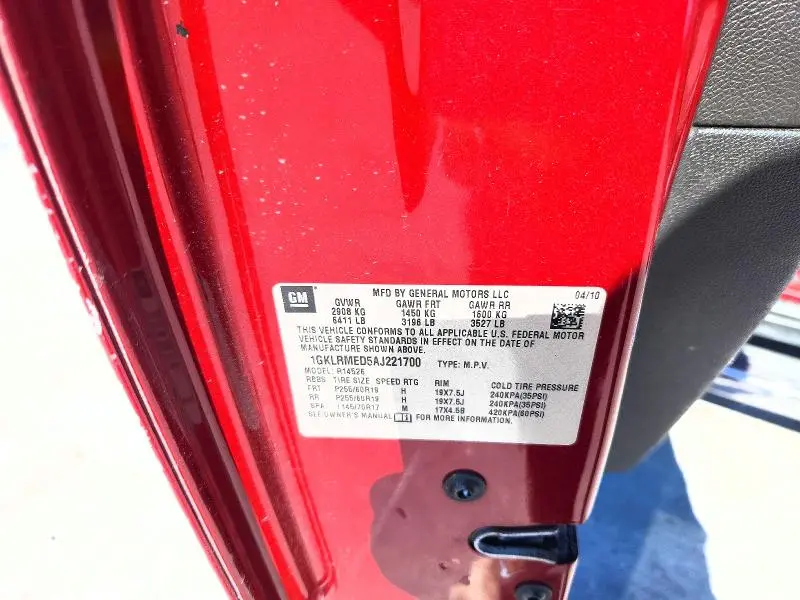 GM MFD BY GENERAL MOTORS LLC 04/10
GVWR GAWR FRT GAWR RR
2908 KG 1450 KG 1600 KG
6411 LB 3196 LB 3527 LB
THIS VEHICLE CONFORMS TO ALL APPLICABLE U.S. FEDERAL MOTOR
VEHICLE SAFETY STANDARDS IN EFFECT ON THE DATE OF
MANUFACTURE SHOWN ABOVE.
1GKLRMED5AJ221700 TYPE: M.P.V.
MODEL: R14526
RBBS TIRE SIZE SPEED RTG RIM COLD TIRE PRESSURE
FRT P255/60R19 H 19X7.5J 240KPA(35PSI)
RR P255/60R19 H 19X7.5J 240KPA(35PSI)
SPA T145/70R17 M 17X4.5B 420KPA(60PSI)
SEE OWNER'S MANUAL FOR MORE INFORMATION.